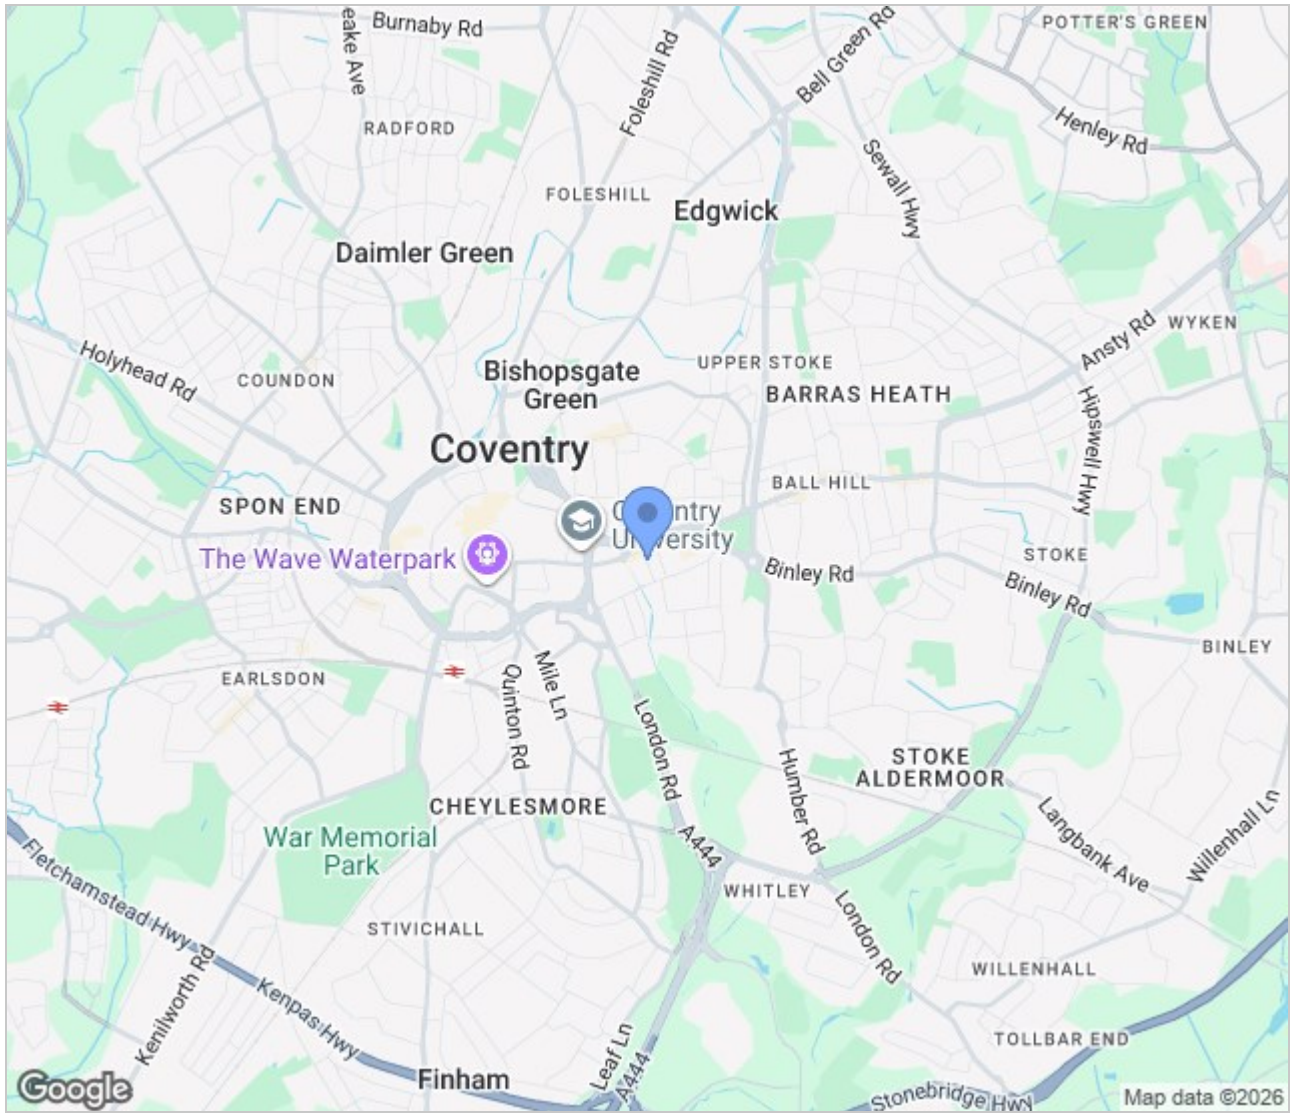 Burnaby Rd
eake Ave
POTTER'S GREEN
Bell Green Rd
Foleshill Rd
RADFORD
Henley Rd
Sewall Hwy
FOLESHILL
Edgwick
Daimler Green
WYKEN
Ansty Rd
Holyhead Rd
UPPER STOKE
COUNDON
Bishopsgate
Green
BARRAS HEATH
Hipswell Hwy
Coventry
BALL HILL
SPON END
Coventry
University
The Wave Waterpark
STOKE
Binley Rd
Binley Rd
BINLEY
EARLSDON
Mile Ln
Quinton Rd
London Rd
STOKE
ALDERMOOR
Humber Rd
CHEYLESMORE
Langbank Ave
Willenhall Ln
War Memorial
Park
A444
Fletchamstead Hwy
WHITLEY
STIVICHALL
London Rd
WILLENHALL
Kenilworth Rd
Kenpas Hwy
TOLLBAR END
Leaf Ln
A444
Finham
Stonebridge Hwy
Google
Map data ©2026